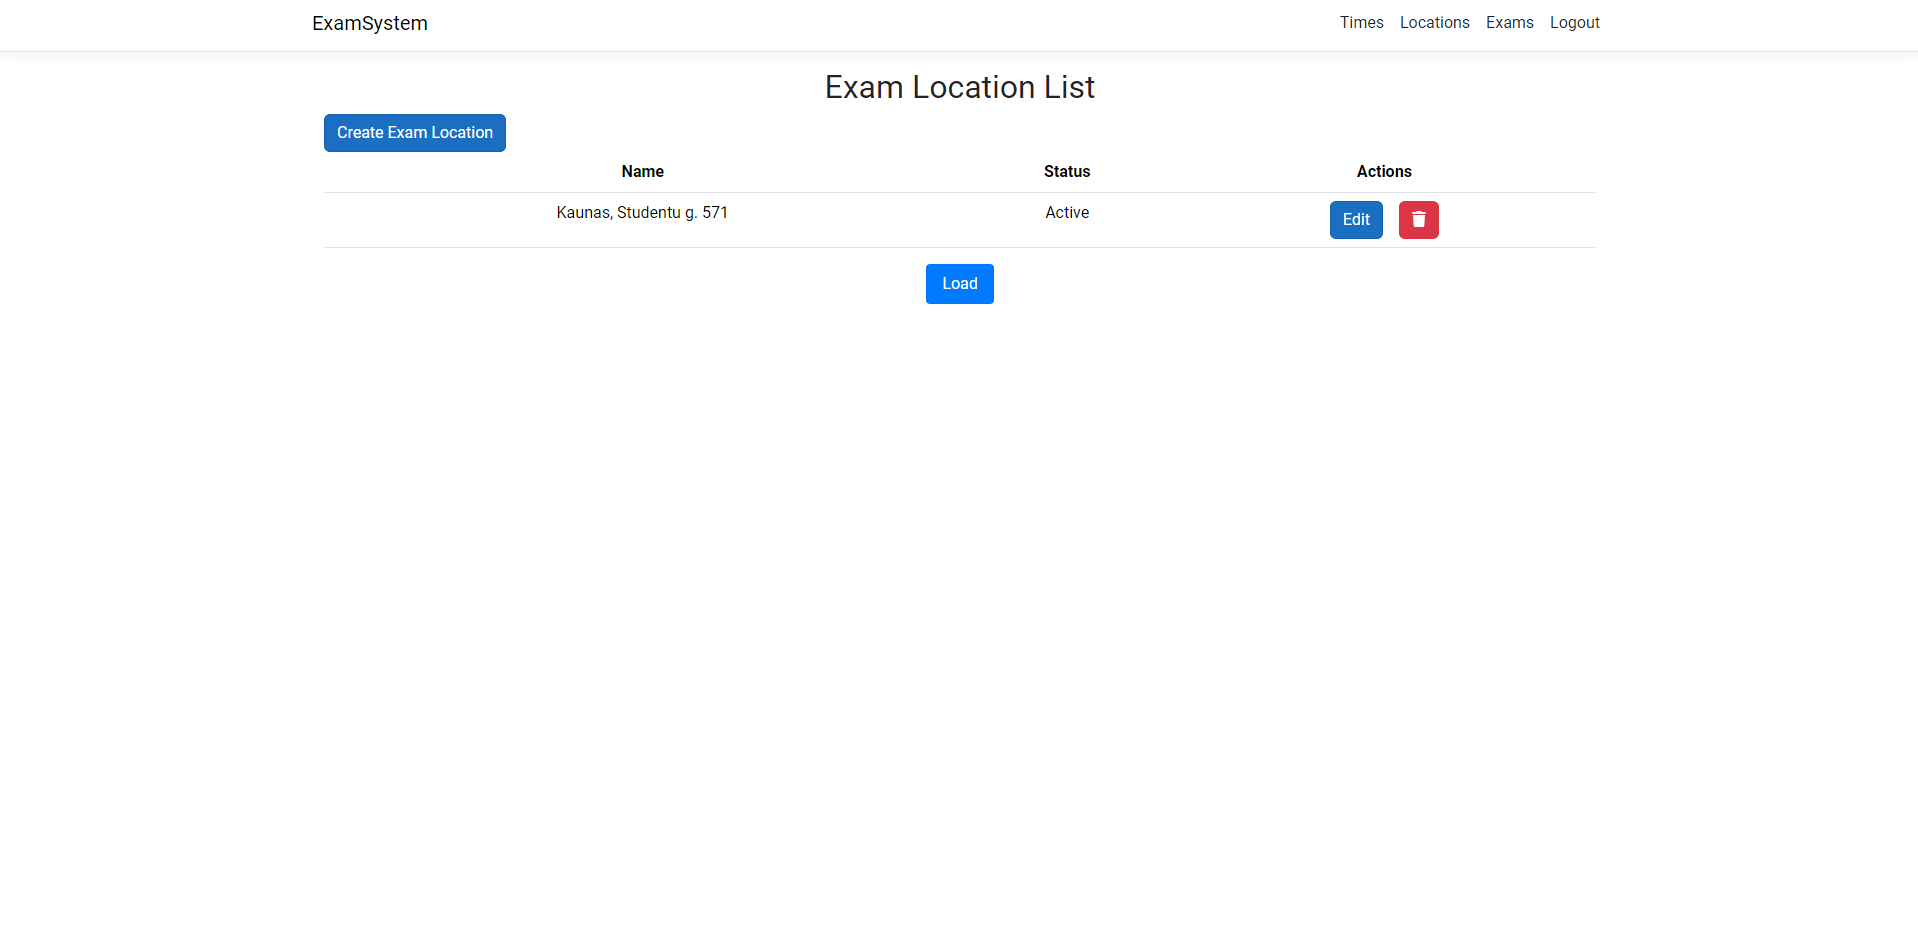 ExamSystem Times Locations Exams Logout
Exam Location List
Create Exam Location
Name Status Actions
Kaunas, Studentu g. 571 Active Edit
Load